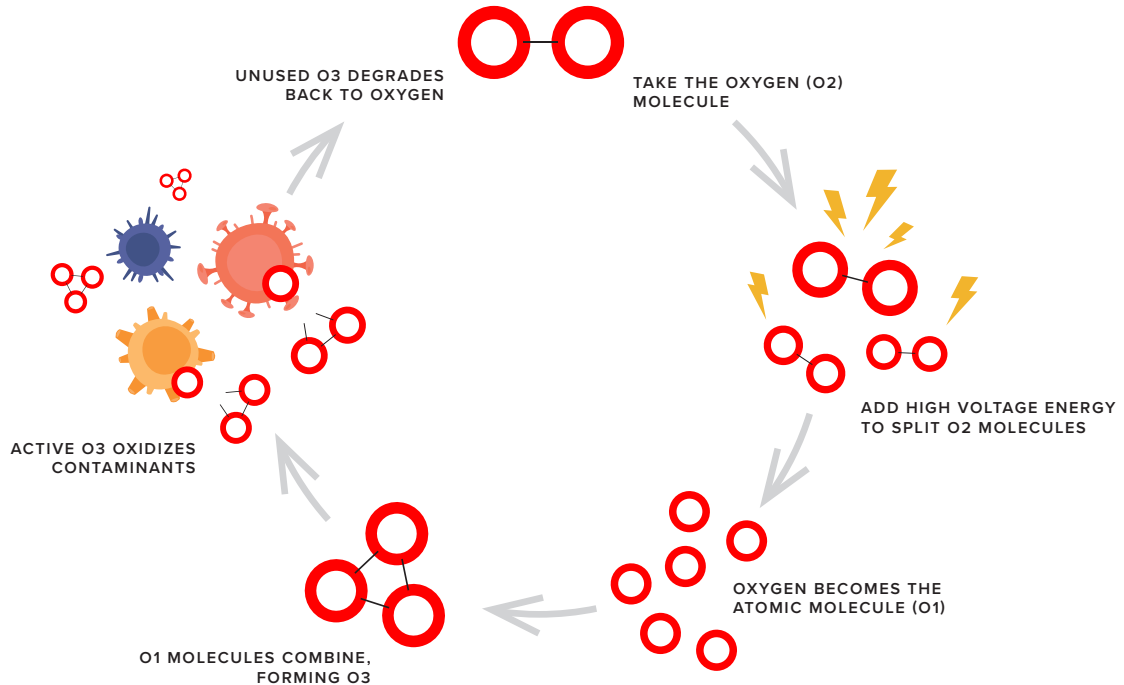 TAKE THE OXYGEN (O2)
MOLECULE
ADD HIGH VOLTAGE ENERGY
TO SPLIT O2 MOLECULES
OXYGEN BECOMES THE
ATOMIC MOLECULE (O1)
O1 MOLECULES COMBINE,
FORMING O3
ACTIVE O3 OXIDIZES
CONTAMINANTS
UNUSED O3 DEGRADES
BACK TO OXYGEN